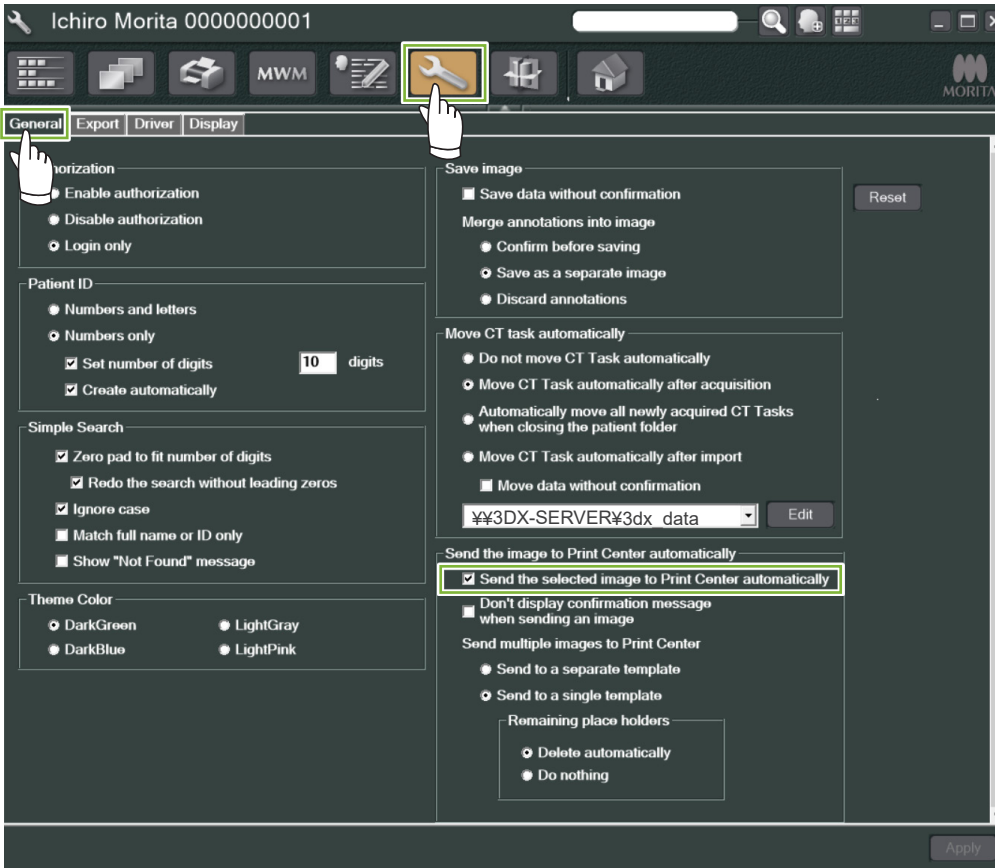 Ichiro Morita 0000000001
MWM
MORITA
General Export Driver Display
Enable authorization
Disable authorization
Login only
Patient ID
Numbers and letters
Numbers only
Set number of digits 10 digits
Create automatically
Simple Search
Zero pad to fit number of digits
Redo the search without leading zeros
Ignore case
Match full name or ID only
Show "Not Found" message
Theme Color
DarkGreen LightGray
DarkBlue LightPink
Save image
Save data without confirmation
Merge annotations into image
Confirm before saving
Save as a separate image
Discard annotations
Move CT task automatically
Do not move CT Task automatically
Move CT Task automatically after acquisition
Automatically move all newly acquired CT Tasks
when closing the patient folder
Move CT Task automatically after import
Move data without confirmation
¥¥3DX-SERVER¥3dx_data Edit
Send the image to Print Center automatically
Send the selected image to Print Center automatically
Don't display confirmation message
when sending an image
Send multiple images to Print Center
Send to a separate template
Send to a single template
Remaining place holders
Delete automatically
Do nothing
Reset
Apply